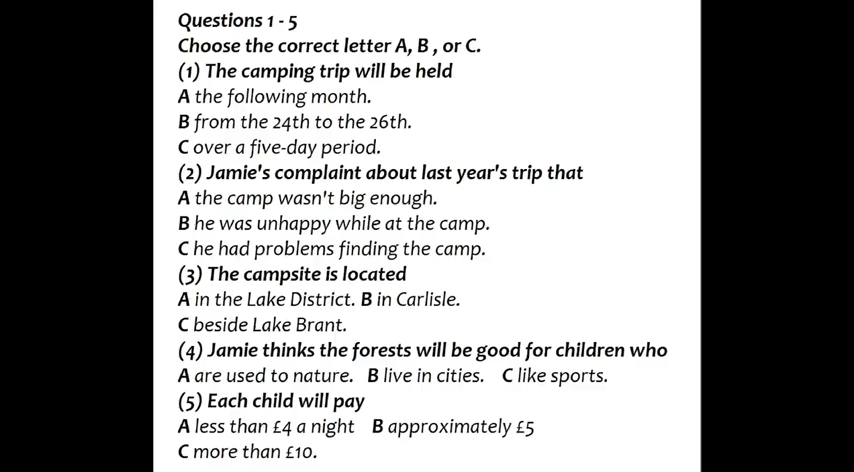 Questions 1 - 5
Choose the correct letter A, B , or C.
(1) The camping trip will be held
A the following month.
B from the 24th to the 26th.
C over a five-day period.
(2) Jamie's complaint about last year's trip that
A the camp wasn't big enough.
B he was unhappy while at the camp.
C he had problems finding the camp.
(3) The campsite is located
A in the Lake District. B in Carlisle.
C beside Lake Brant.
(4) Jamie thinks the forests will be good for children who
A are used to nature. B live in cities. C like sports.
(5) Each child will pay
A less than £4 a night B approximately £5
C more than £10.